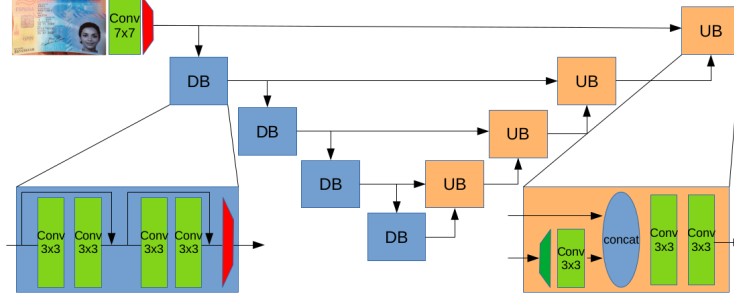 Conv
7x7
UB
DB
UB
DB
UB
DB
UB
DB
Conv
3x3
Conv
3x3
Conv
3x3
Conv
3x3
Conv
3x3
concat
Conv
3x3
Conv
3x3